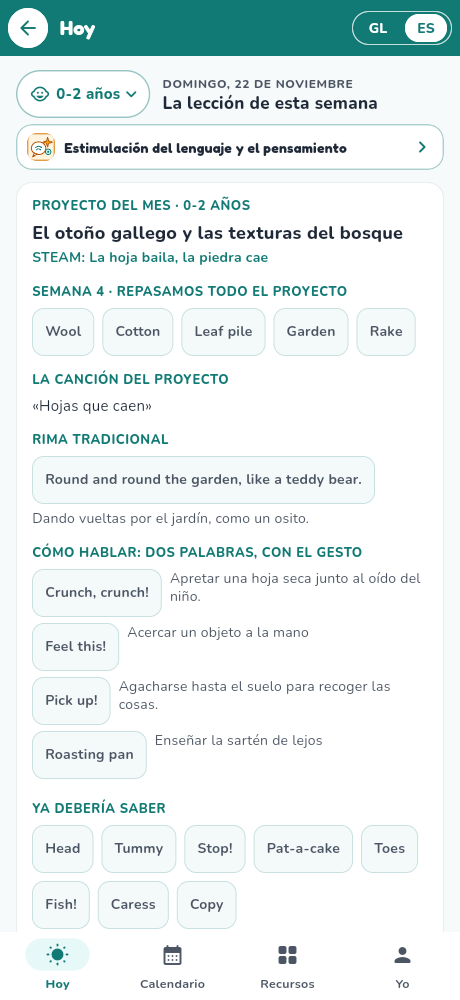 Hoy
GL
ES
0-2 años
DOMINGO, 22 DE NOVIEMBRE
La lección de esta semana
Estimulación del lenguaje y el pensamiento
PROYECTO DEL MES · 0-2 AÑOS
El otoño gallego y las texturas del bosque
STEAM: La hoja baila, la piedra cae
SEMANA 4 · REPASAMOS TODO EL PROYECTO
Wool
Cotton
Leaf pile
Garden
Rake
LA CANCIÓN DEL PROYECTO
«Hojas que caen»
RIMA TRADICIONAL
Round and round the garden, like a teddy bear.
Dando vueltas por el jardín, como un osito.
CÓMO HABLAR: DOS PALABRAS, CON EL GESTO
Crunch, crunch!
Apretar una hoja seca junto al oído del
niño.
Feel this!
Acercar un objeto a la mano
Pick up!
Agacharse hasta el suelo para recoger las
cosas.
Roasting pan
Enseñar la sartén de lejos
YA DEBERÍA SABER
Head
Tummy
Stop!
Pat-a-cake
Toes
Fish!
Caress
Copy
Hoy
Calendario
Recursos
Yo